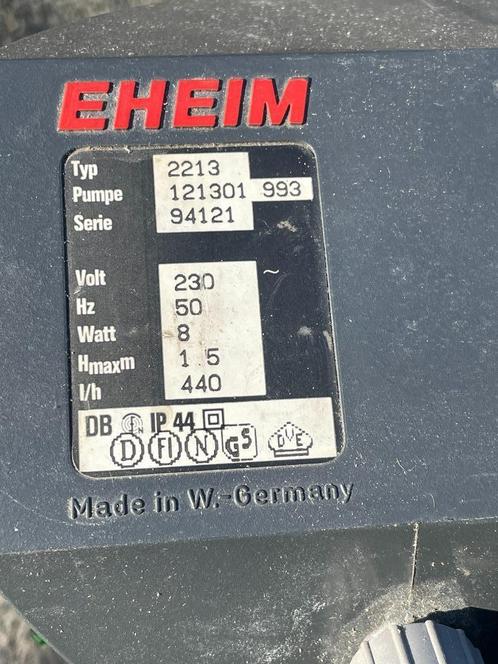 EHEIM
Typ 2213
Pumpe 121301 993
Serie 94121
Volt 230 ~
Hz 50
Watt 8
Hmaxm 1.5
l/h 440
DB IP 44
D FI N GS DVE
Made in W.-Germany